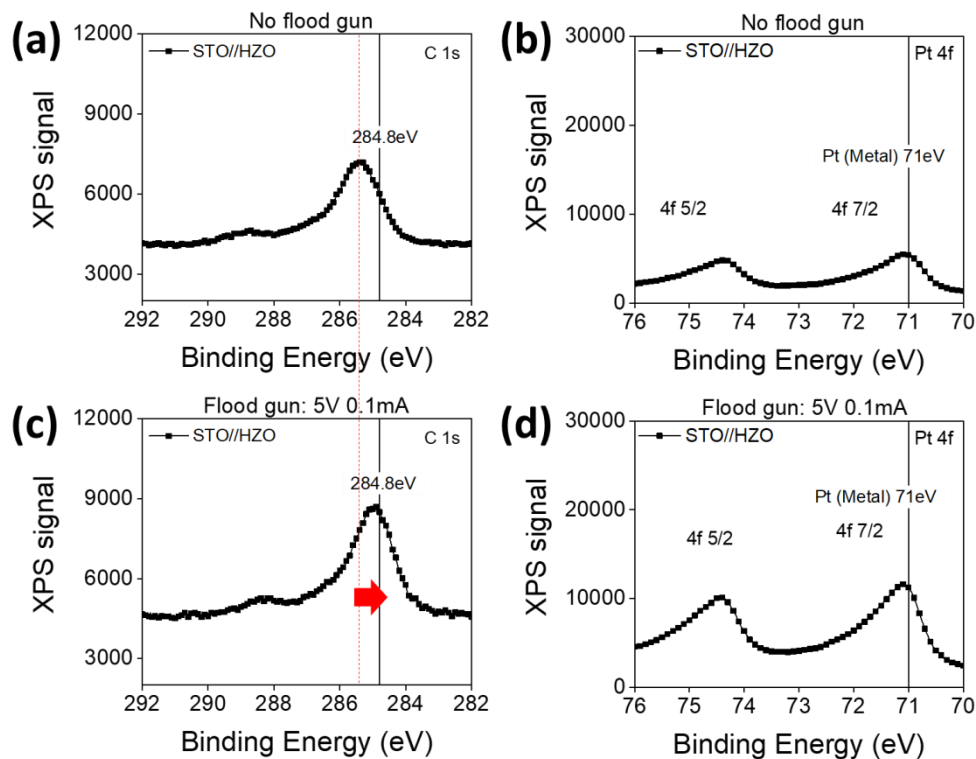 (a)
No flood gun
12000
9000
6000
3000
XPS signal
STO//HZO
C 1s
284.8eV
292 290 288 286 284 282
Binding Energy (eV)
(b)
No flood gun
30000
20000
10000
0
XPS signal
STO//HZO
Pt 4f
Pt (Metal) 71eV
4f 5/2
4f 7/2
76 75 74 73 72 71 70
Binding Energy (eV)
(c)
Flood gun: 5V 0.1mA
12000
9000
6000
3000
XPS signal
STO//HZO
C 1s
284.8eV
292 290 288 286 284 282
Binding Energy (eV)
(d)
Flood gun: 5V 0.1mA
30000
20000
10000
0
XPS signal
STO//HZO
Pt 4f
Pt (Metal) 71eV
4f 5/2
4f 7/2
76 75 74 73 72 71 70
Binding Energy (eV)